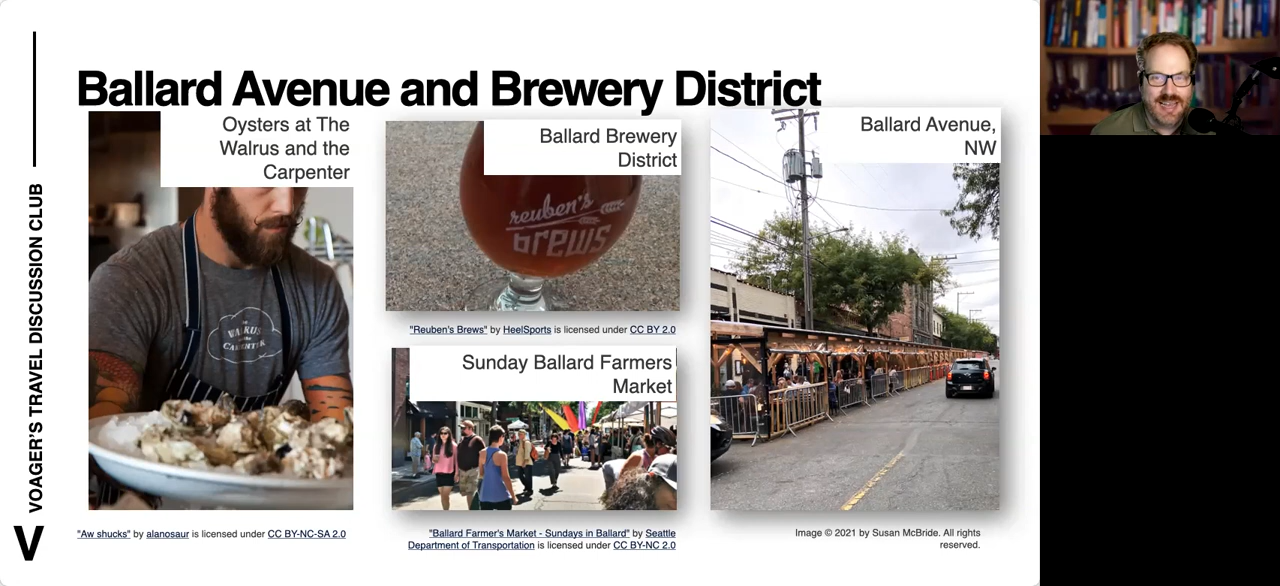 Ballard Avenue and Brewery District
Oysters at The
Walrus and the
Carpenter
Ballard Brewery
District
Ballard Avenue,
NW
WALRUS
AND THE
CARPENTER
reuben's
brews
"Reuben's Brews" by HeelSports is licensed under CC BY 2.0
Sunday Ballard Farmers
Market
"Aw shucks" by alanosaur is licensed under CC BY-NC-SA 2.0
"Ballard Farmer's Market - Sundays in Ballard" by Seattle
Department of Transportation is licensed under CC BY-NC 2.0
Image © 2021 by Susan McBride. All rights
reserved.
VOAGER'S TRAVEL DISCUSSION CLUB
V